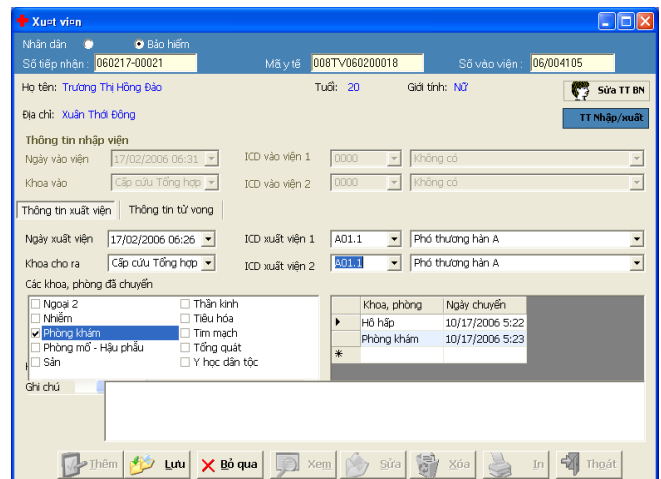 Xuất viện
Nhân dân Bảo hiểm
Số tiếp nhận : 060217-00021 Mã y tế 008TV060200018 Số vào viện : 06/004105
Họ tên: Trương Thị Hồng Đào Tuổi: 20 Giới tính: Nữ Sửa TT BN
Địa chỉ: Xuân Thới Đông TT Nhập/xuất
Thông tin nhập viện
Ngày vào viện 17/02/2006 06:31 ICD vào viện 1 0000 Không có
Khoa vào Cấp cứu Tổng hợp ICD vào viện 2 0000 Không có
Thông tin xuất viện Thông tin tử vong
Ngày xuất viện 17/02/2006 06:26 ICD xuất viện 1 A01.1 Phó thương hàn A
Khoa cho ra Cấp cứu Tổng hợp ICD xuất viện 2 A01.1 Phó thương hàn A
Các khoa, phòng đã chuyển
Ngoại 2 Thần kinh Khoa, phòng Ngày chuyển
Nhiễm Tiêu hóa Hô hấp 10/17/2006 5:22
Phòng khám Tim mạch Phòng khám 10/17/2006 5:23
Phòng mổ - Hậu phẫu Tổng quát
Sản Y học dân tộc
Ghi chú
Thêm Lưu Bỏ qua Xem Sửa Xóa In Thoát